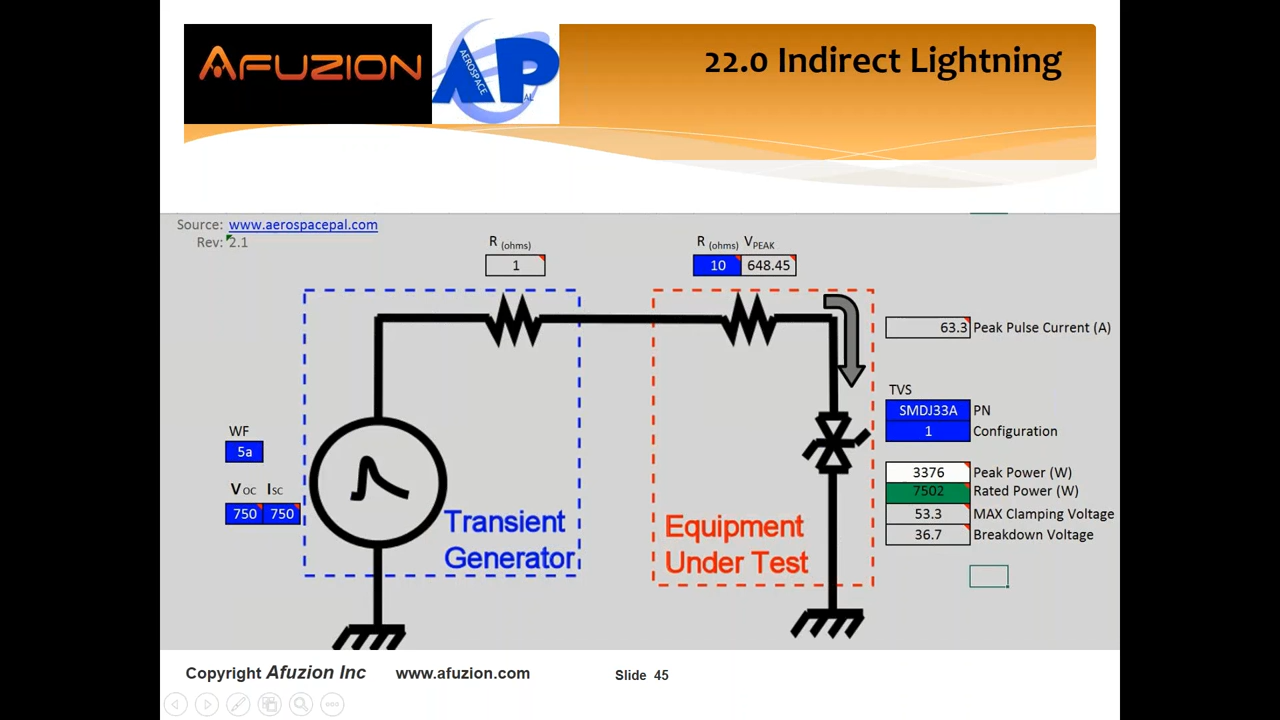 AFUZION
AEROSPACE
AP
AL
22.0 Indirect Lightning
Source: www.aerospacepal.com
Rev: 2.1
R (ohms)
1
R (ohms) VPEAK
10 648.45
63.3 Peak Pulse Current (A)
TVS
SMDJ33A PN
1 Configuration
WF
5a
3376 Peak Power (W)
7502 Rated Power (W)
VOC ISC
750 750
53.3 MAX Clamping Voltage
36.7 Breakdown Voltage
Transient
Generator
Equipment
Under Test
Copyright Afuzion Inc www.afuzion.com Slide 45